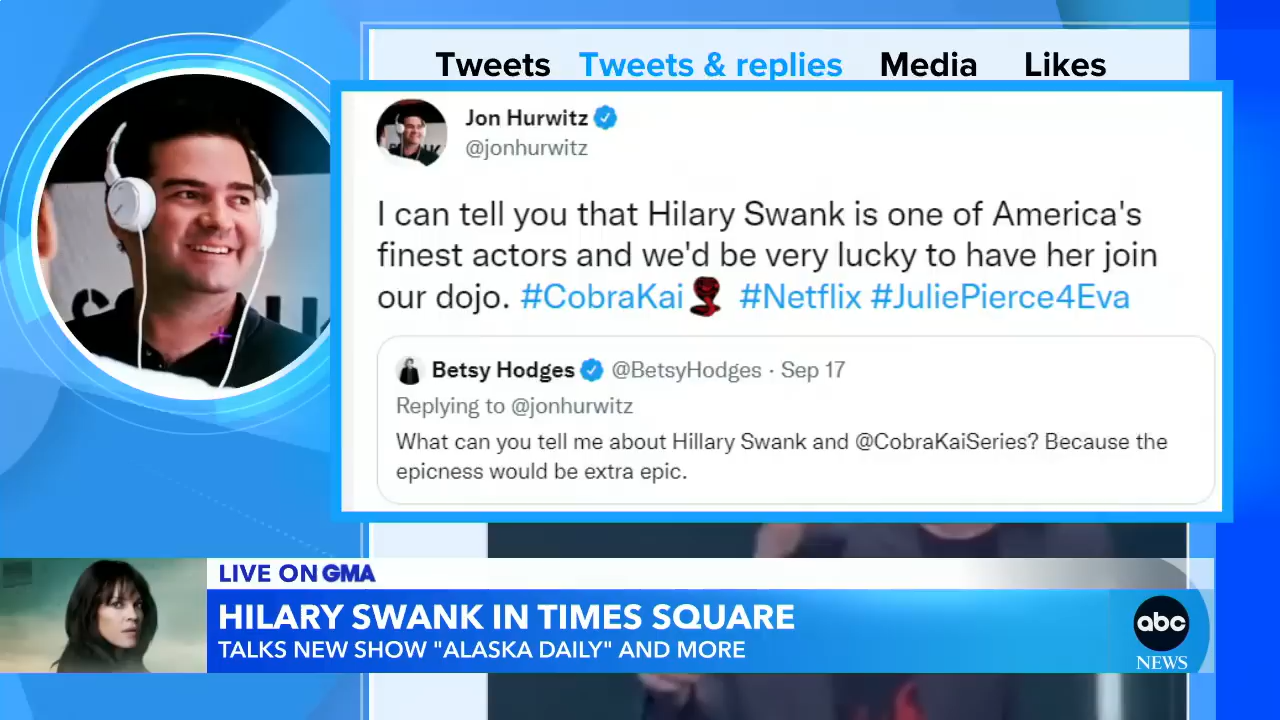 Tweets Tweets & replies Media Likes
Jon Hurwitz
@jonhurwitz
I can tell you that Hilary Swank is one of America's
finest actors and we'd be very lucky to have her join
our dojo. #CobraKai #Netflix #JuliePierce4Eva
Betsy Hodges @BetsyHodges · Sep 17
Replying to @jonhurwitz
What can you tell me about Hillary Swank and @CobraKaiSeries? Because the
epicness would be extra epic.
LIVE ON GMA
HILARY SWANK IN TIMES SQUARE
TALKS NEW SHOW "ALASKA DAILY" AND MORE
abc
NEWS